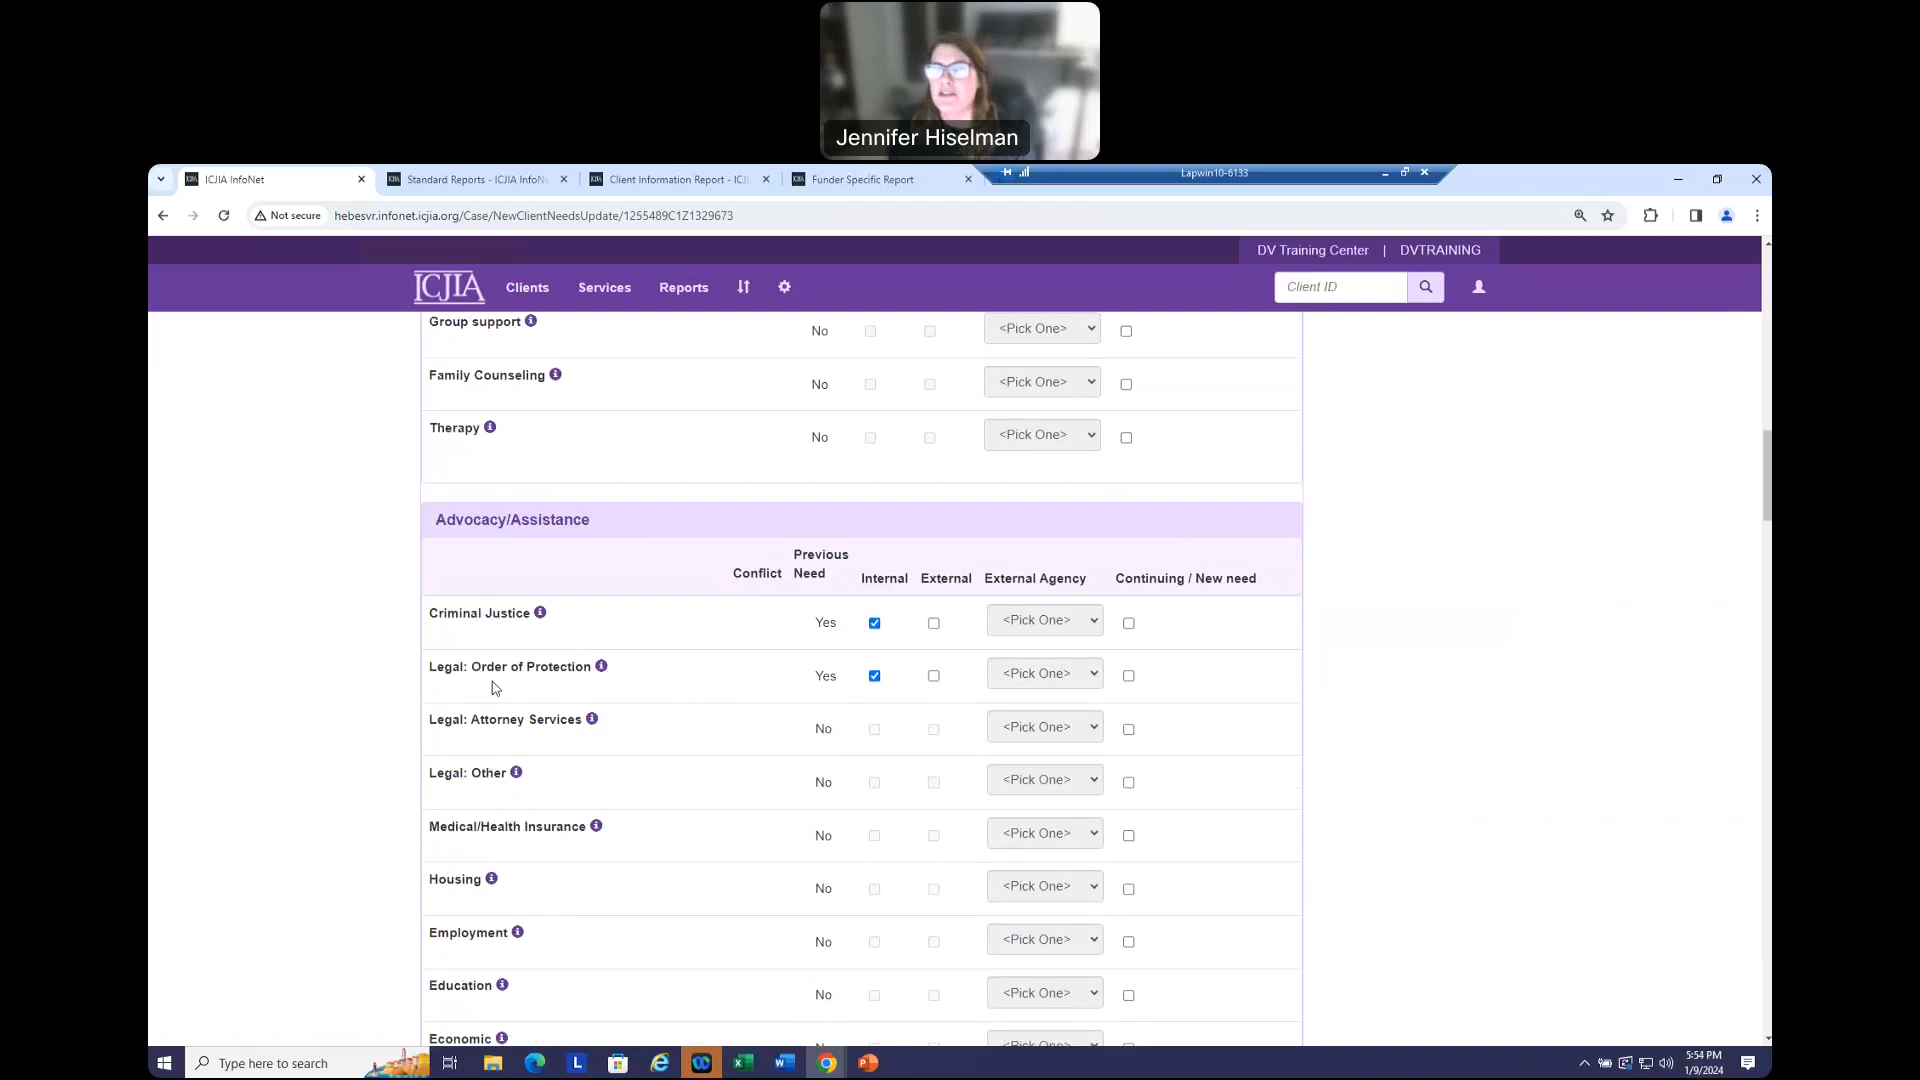 Jennifer Hiselman
ICJIA InfoNet
Standard Reports - ICJIA InfoNe
Client Information Report - ICJI
Funder Specific Report
Lapwin10-6133
Not secure
hebesvr.infonet.icjia.org/Case/NewClientNeedsUpdate/1255489C1Z1329673
DV Training Center | DVTRAINING
ICJIA Clients Services Reports Client ID
Group support No <Pick One>
Family Counseling No <Pick One>
Therapy No <Pick One>
Advocacy/Assistance
Conflict Previous Need Internal External External Agency Continuing / New need
Criminal Justice Yes <Pick One>
Legal: Order of Protection Yes <Pick One>
Legal: Attorney Services No <Pick One>
Legal: Other No <Pick One>
Medical/Health Insurance No <Pick One>
Housing No <Pick One>
Employment No <Pick One>
Education No <Pick One>
Economic
Type here to search
5:54 PM
1/9/2024